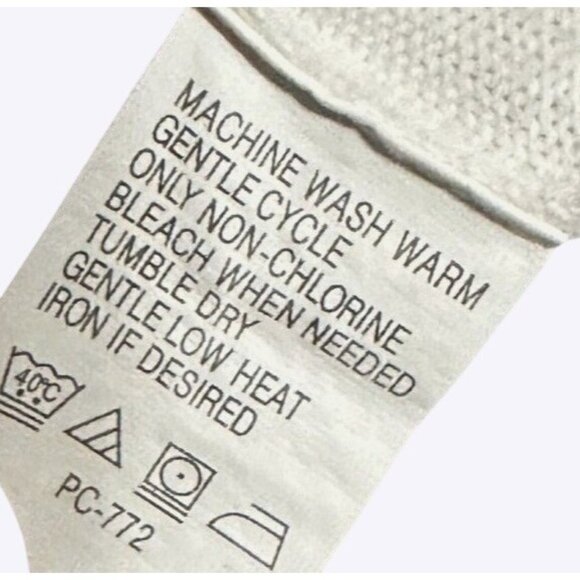 MACHINE WASH WARM
GENTLE CYCLE
ONLY NON-CHLORINE
BLEACH WHEN NEEDED
TUMBLE DRY
GENTLE LOW HEAT
IRON IF DESIRED
40°C
PC-772